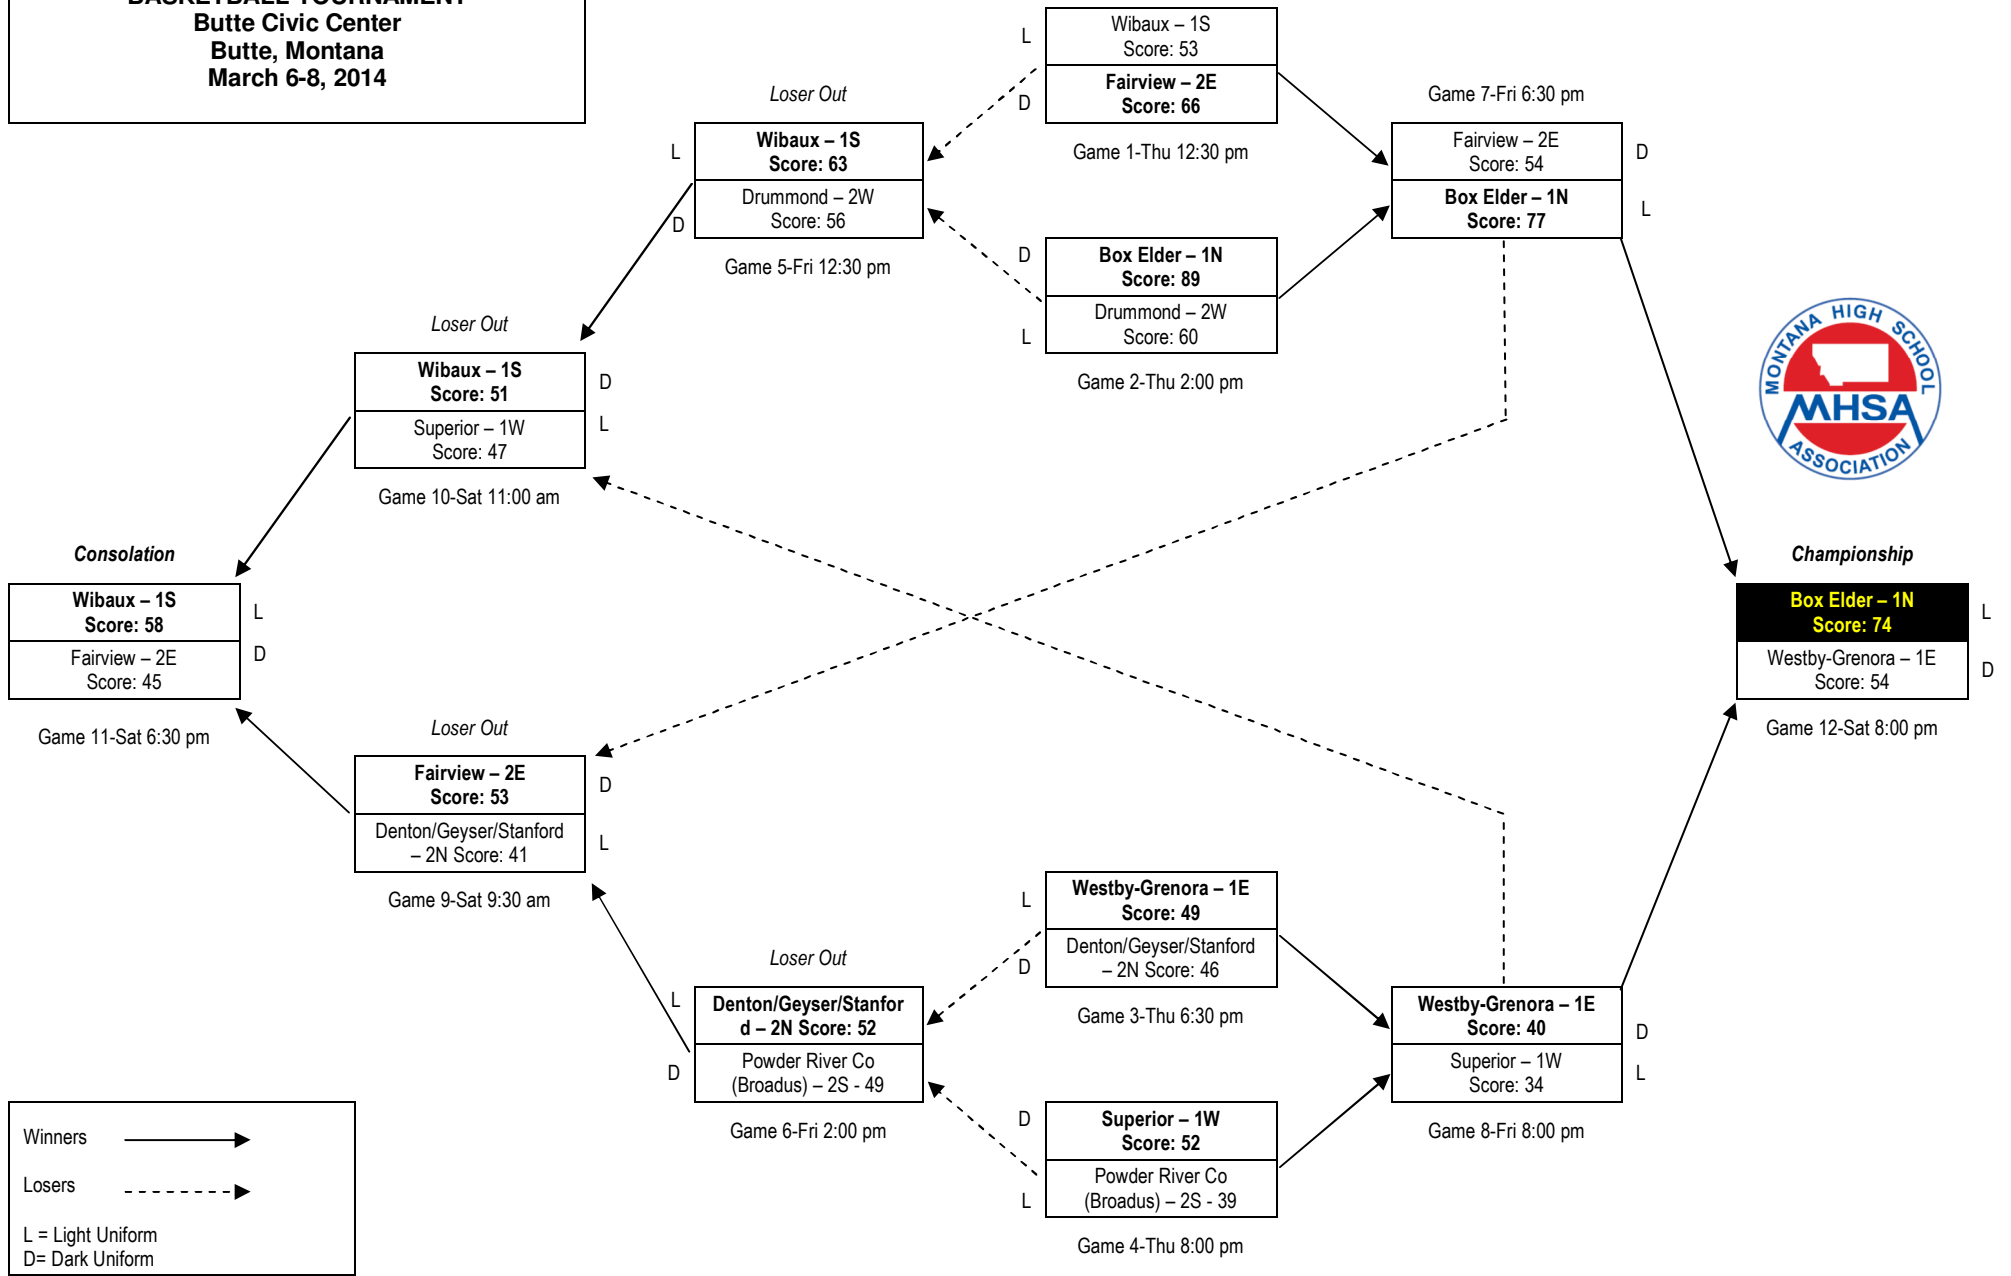 BASKETBALL TOURNAMENT
Butte Civic Center
Butte, Montana
March 6-8, 2014
L
Wibaux – 1S
Score: 53
D
Fairview – 2E
Score: 66
Game 1-Thu 12:30 pm
Loser Out
L
Wibaux – 1S
Score: 63
D
Drummond – 2W
Score: 56
Game 5-Fri 12:30 pm
Game 7-Fri 6:30 pm
Fairview – 2E
Score: 54
D
Box Elder – 1N
Score: 77
L
D
Box Elder – 1N
Score: 89
L
Drummond – 2W
Score: 60
Game 2-Thu 2:00 pm
Loser Out
Wibaux – 1S
Score: 51
D
Superior – 1W
Score: 47
L
Game 10-Sat 11:00 am
MONTANA HIGH SCHOOL
MHSA
ASSOCIATION
Consolation
Wibaux – 1S
Score: 58
L
Fairview – 2E
Score: 45
D
Game 11-Sat 6:30 pm
Championship
Box Elder – 1N
Score: 74
L
Westby-Grenora – 1E
Score: 54
D
Game 12-Sat 8:00 pm
Loser Out
Fairview – 2E
Score: 53
D
Denton/Geyser/Stanford
– 2N Score: 41
L
Game 9-Sat 9:30 am
L
Westby-Grenora – 1E
Score: 49
D
Denton/Geyser/Stanford
– 2N Score: 46
Game 3-Thu 6:30 pm
Loser Out
L
Denton/Geyser/Stanfor
d – 2N Score: 52
D
Powder River Co
(Broadus) – 2S - 49
Game 6-Fri 2:00 pm
Westby-Grenora – 1E
Score: 40
D
Superior – 1W
Score: 34
L
Game 8-Fri 8:00 pm
D
Superior – 1W
Score: 52
L
Powder River Co
(Broadus) – 2S - 39
Game 4-Thu 8:00 pm
Winners
Losers
L = Light Uniform
D= Dark Uniform